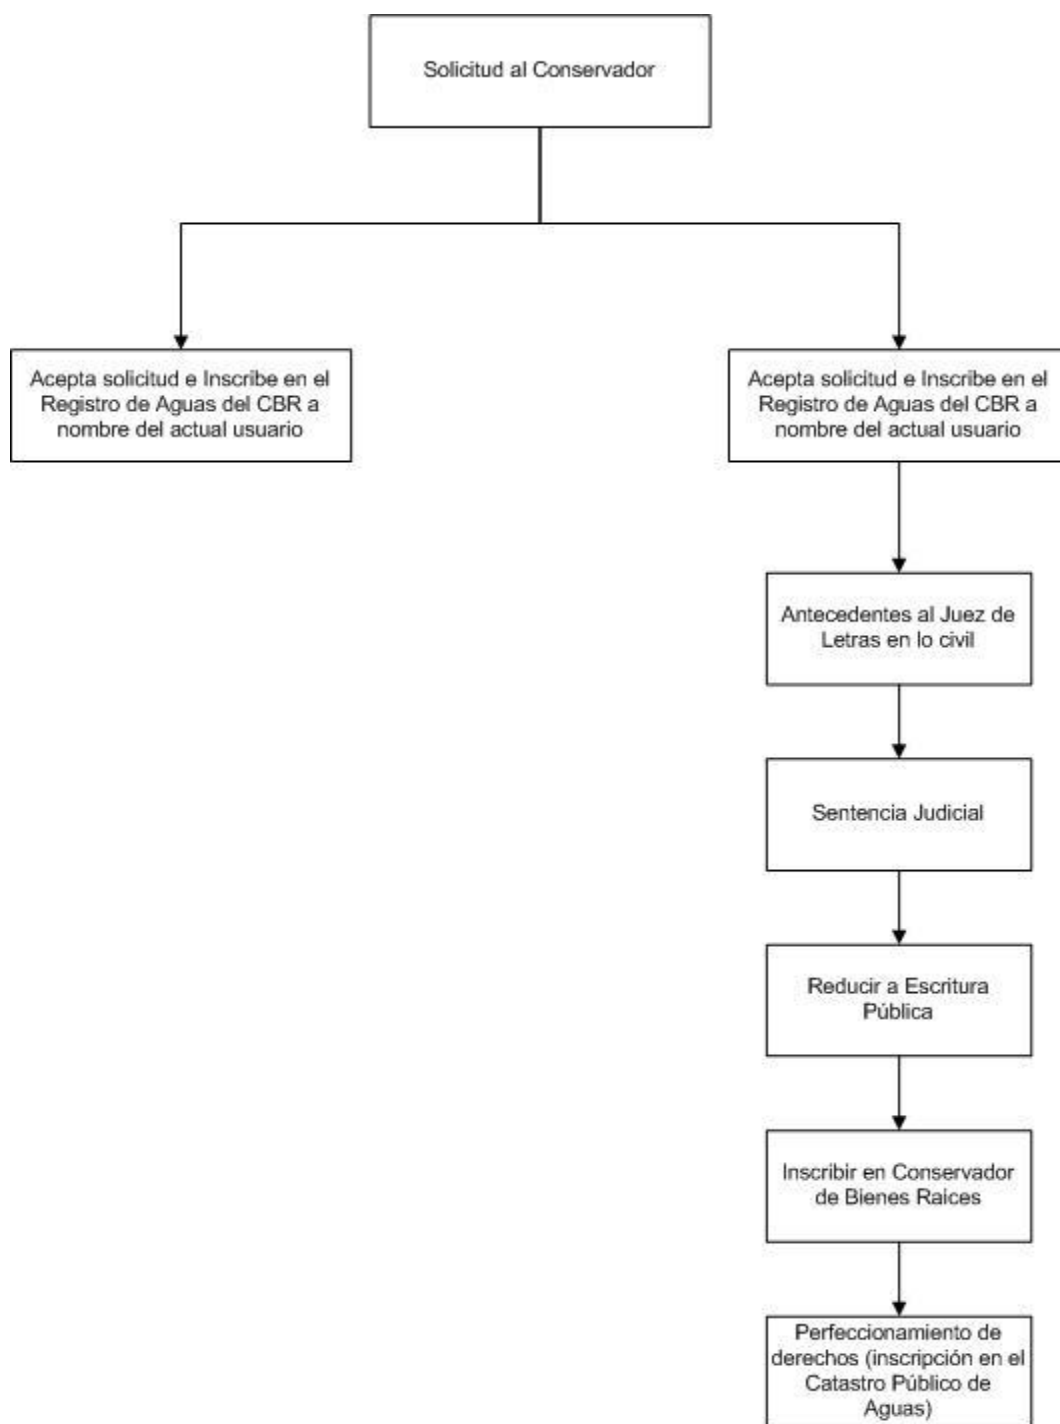 Solicitud al Conservador
Acepta solicitud e Inscribe en el
Registro de Aguas del CBR a
nombre del actual usuario
Acepta solicitud e Inscribe en el
Registro de Aguas del CBR a
nombre del actual usuario
Antecedentes al Juez de
Letras en lo civil
Sentencia Judicial
Reducir a Escritura
Pública
Inscribir en Conservador
de Bienes Raices
Perfeccionamiento de
derechos (inscripción en el
Catastro Público de
Aguas)